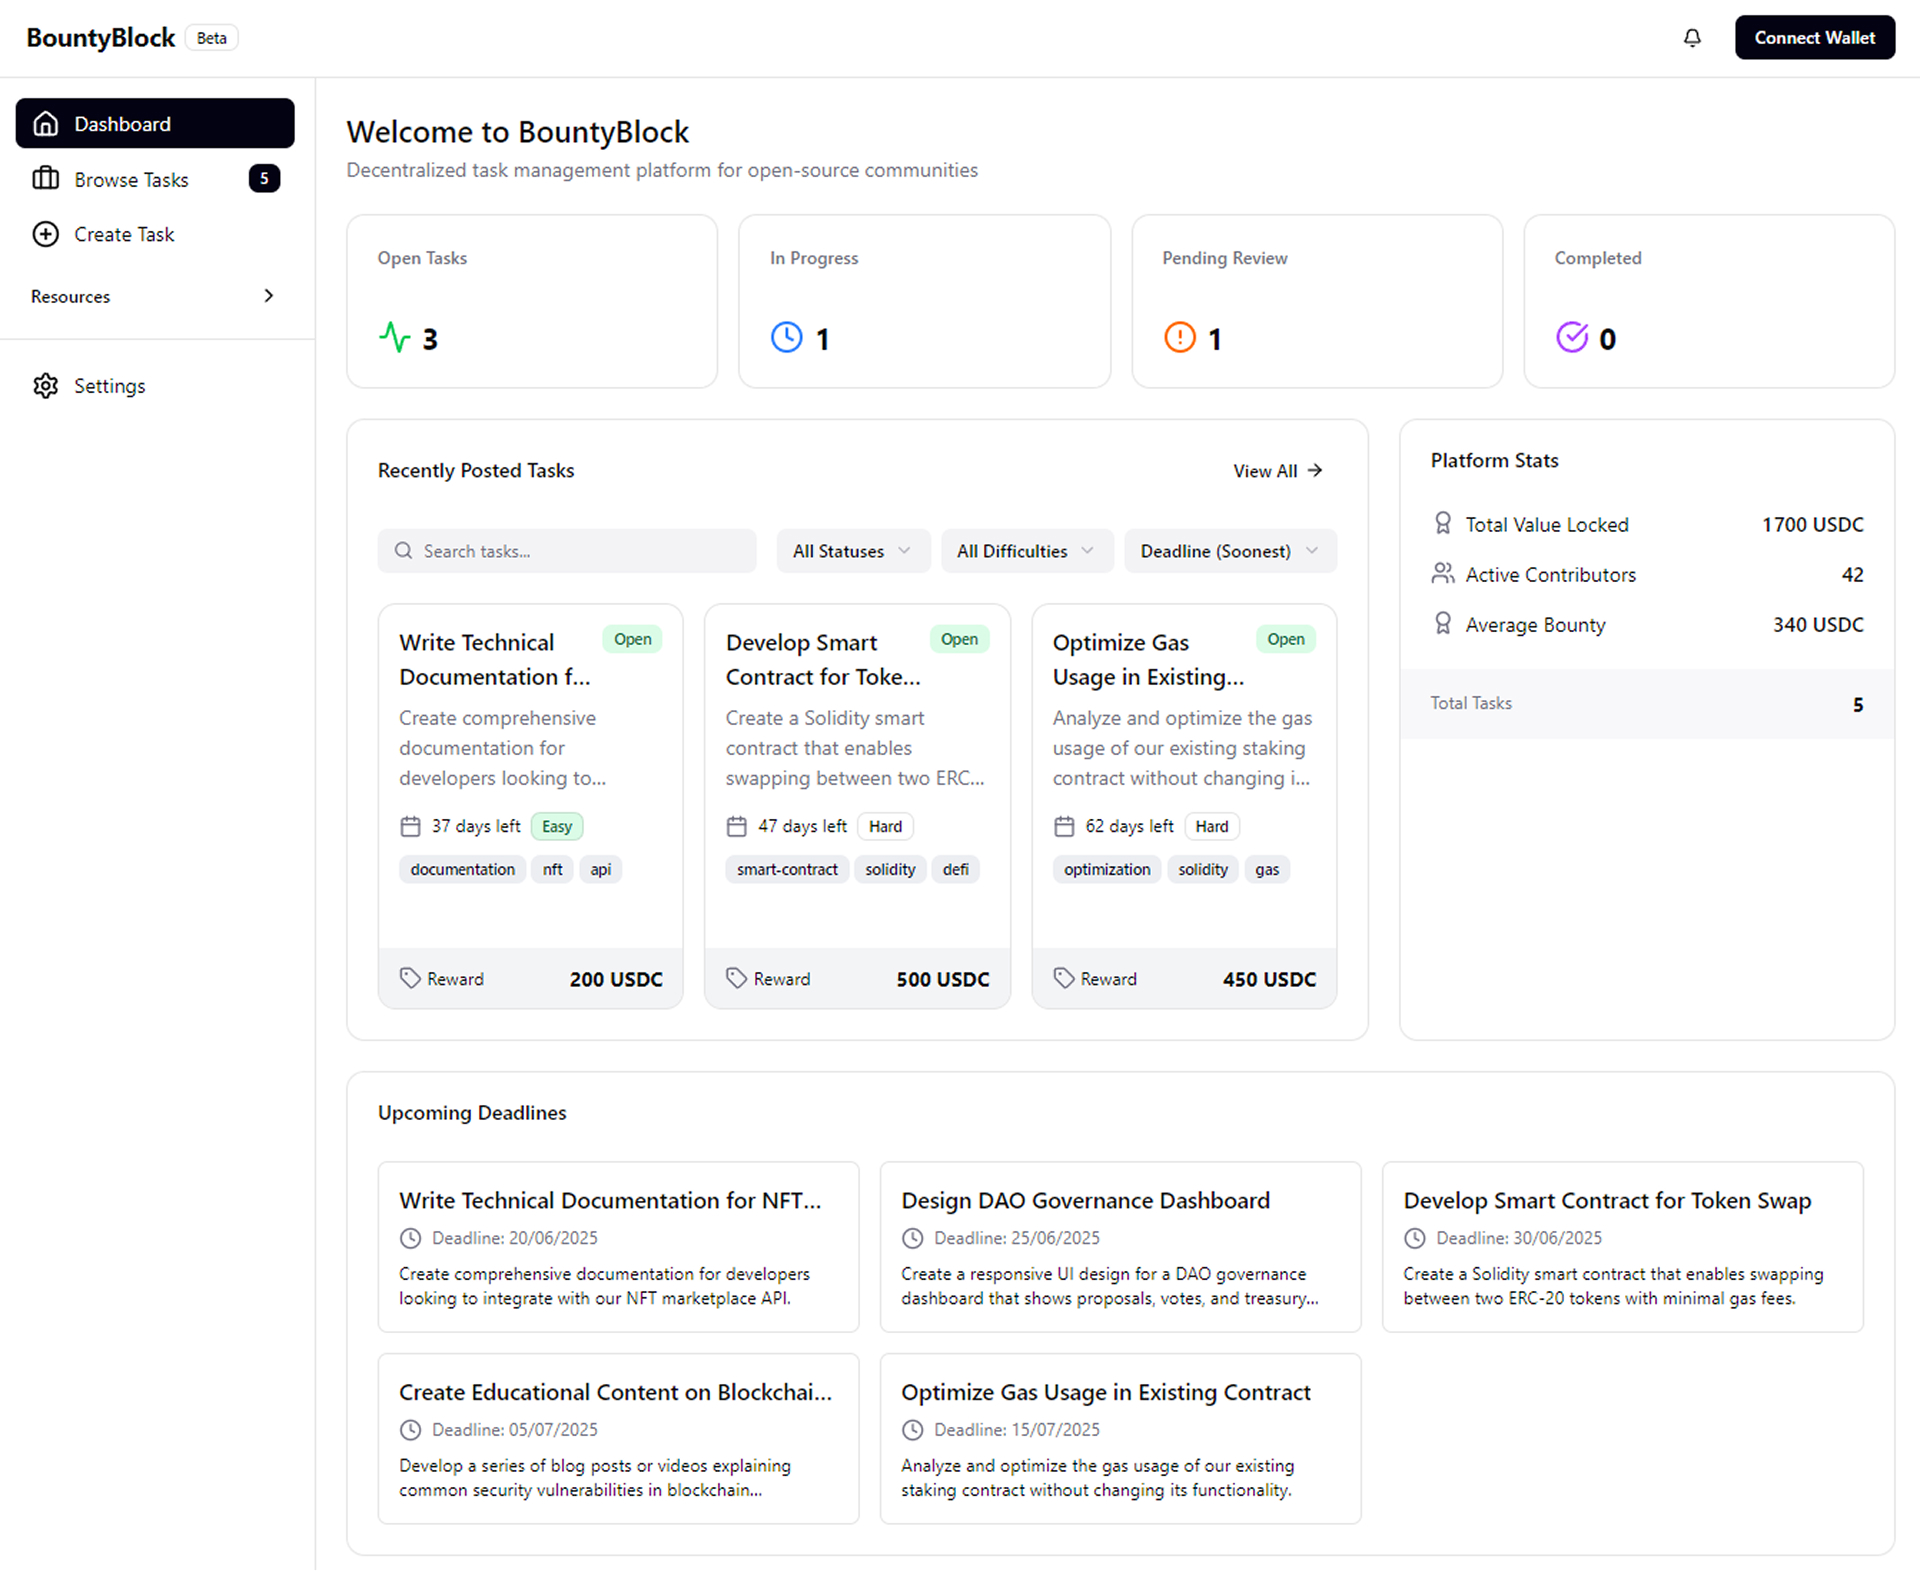 BountyBlock
Beta
Connect Wallet
Dashboard
Browse Tasks
5
Create Task
Resources
Settings
Welcome to BountyBlock
Decentralized task management platform for open-source communities
Open Tasks
3
In Progress
1
Pending Review
1
Completed
0
Recently Posted Tasks
View All
Search tasks...
All Statuses
All Difficulties
Deadline (Soonest)
Write Technical
Documentation f...
Open
Create comprehensive
documentation for
developers looking to...
37 days left
Easy
documentation
nft
api
Reward
200 USDC
Develop Smart
Contract for Toke...
Open
Create a Solidity smart
contract that enables
swapping between two ERC...
47 days left
Hard
smart-contract
solidity
defi
Reward
500 USDC
Optimize Gas
Usage in Existing...
Open
Analyze and optimize the gas
usage of our existing staking
contract without changing i...
62 days left
Hard
optimization
solidity
gas
Reward
450 USDC
Platform Stats
Total Value Locked
1700 USDC
Active Contributors
42
Average Bounty
340 USDC
Total Tasks
5
Upcoming Deadlines
Write Technical Documentation for NFT...
Deadline: 20/06/2025
Create comprehensive documentation for developers
looking to integrate with our NFT marketplace API.
Design DAO Governance Dashboard
Deadline: 25/06/2025
Create a responsive UI design for a DAO governance
dashboard that shows proposals, votes, and treasury...
Develop Smart Contract for Token Swap
Deadline: 30/06/2025
Create a Solidity smart contract that enables swapping
between two ERC-20 tokens with minimal gas fees.
Create Educational Content on Blockchai...
Deadline: 05/07/2025
Develop a series of blog posts or videos explaining
common security vulnerabilities in blockchain...
Optimize Gas Usage in Existing Contract
Deadline: 15/07/2025
Analyze and optimize the gas usage of our existing
staking contract without changing its functionality.